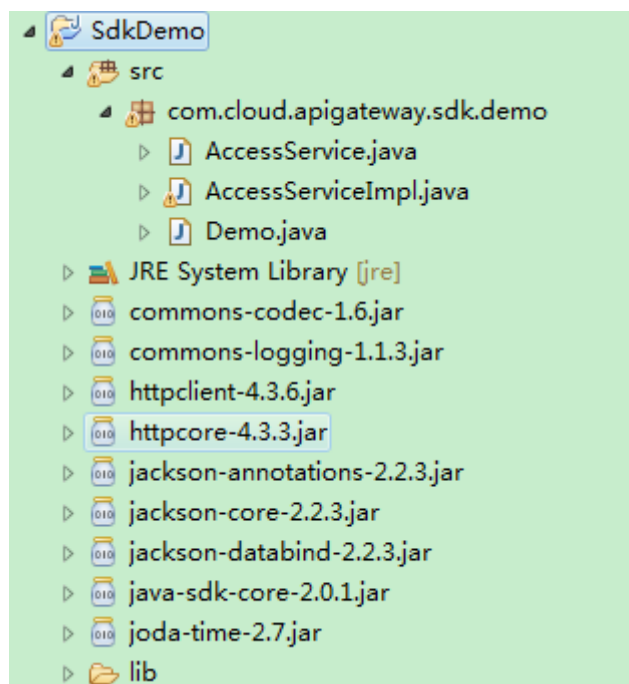 SdkDemo
src
com.cloud.apigateway.sdk.demo
AccessService.java
AccessServiceImpl.java
Demo.java
JRE System Library [jre]
commons-codec-1.6.jar
commons-logging-1.1.3.jar
httpclient-4.3.6.jar
httpcore-4.3.3.jar
jackson-annotations-2.2.3.jar
jackson-core-2.2.3.jar
jackson-databind-2.2.3.jar
java-sdk-core-2.0.1.jar
joda-time-2.7.jar
lib